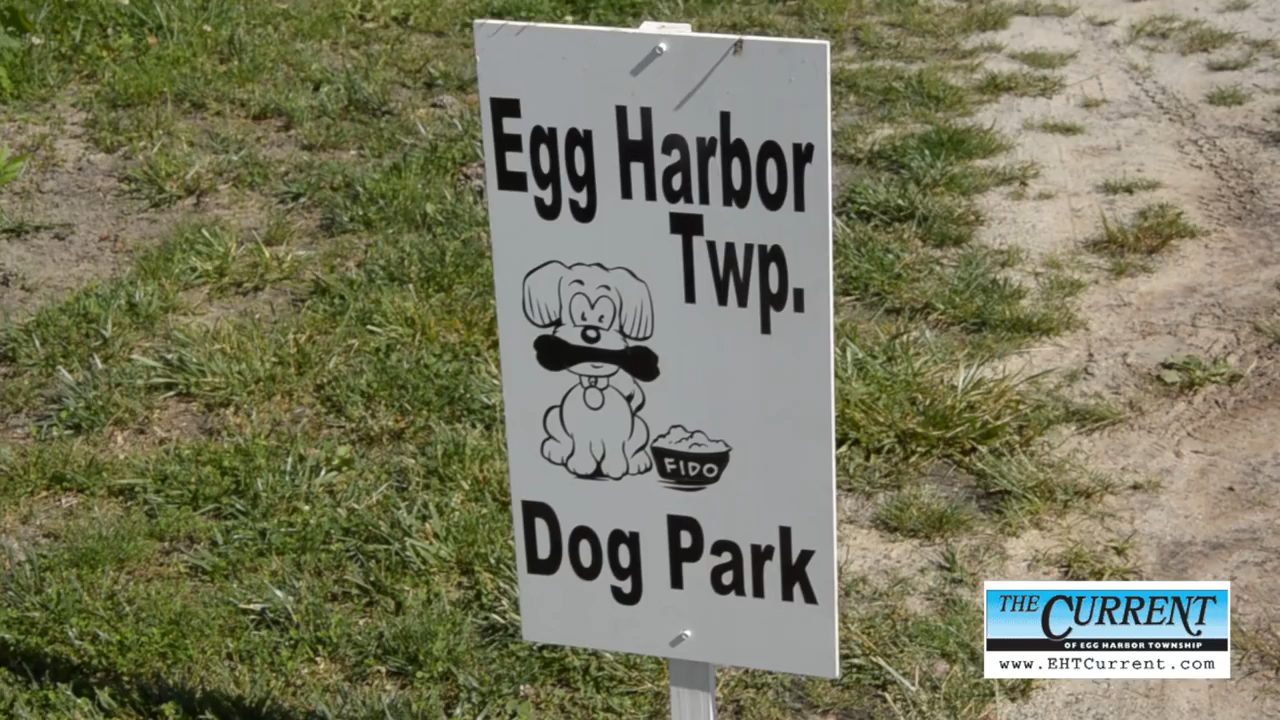 Egg Harbor
Twp.
FIDO
Dog Park
THE CURRENT
OF EGG HARBOR TOWNSHIP
www.EHTCurrent.com